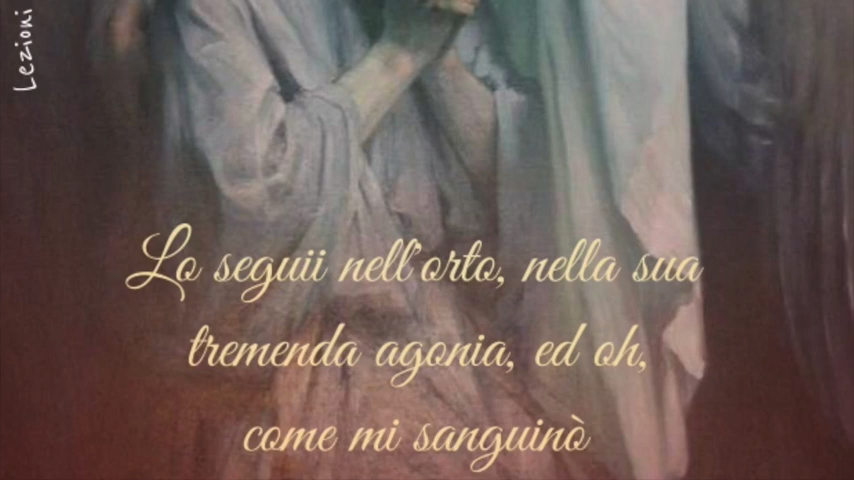 Lezioni
Lo seguii nell'orto, nella sua
tremenda agonia, ed oh,
come mi sanguinò